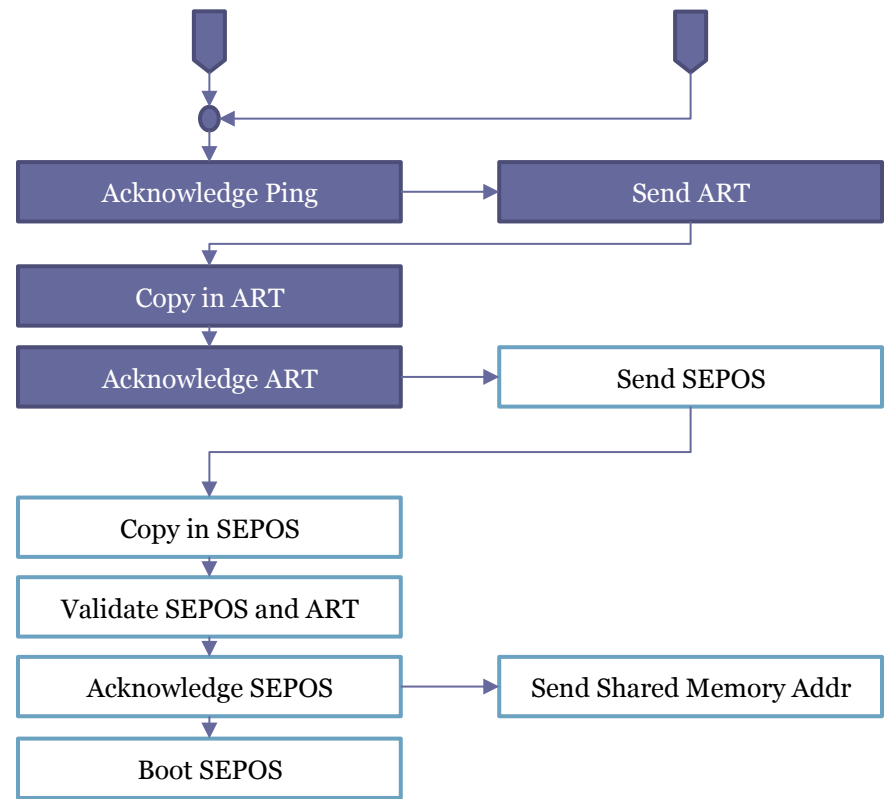 Acknowledge Ping
Send ART
Copy in ART
Acknowledge ART
Send SEPOS
Copy in SEPOS
Validate SEPOS and ART
Acknowledge SEPOS
Send Shared Memory Addr
Boot SEPOS